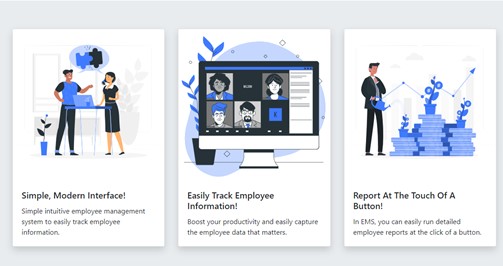 Simple, Modern Interface!
Simple intuitive employee management
system to easily track employee
information.
Easily Track Employee
Information!
Boost your productivity and easily capture
the employee data that matters.
Report At The Touch Of A
Button!
In EMS, you can easily run detailed
employee reports at the click of a button.